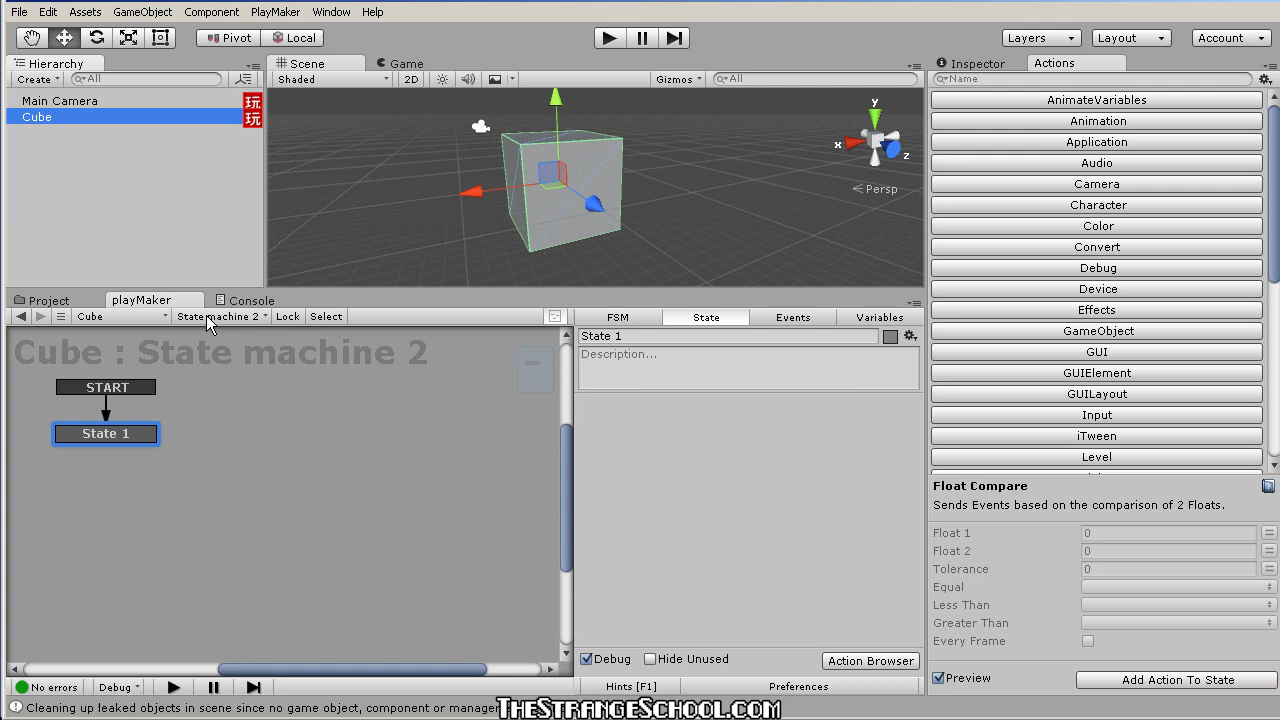 File Edit Assets GameObject Component PlayMaker Window Help
Pivot Local Layers Layout Account
Hierarchy Scene Game Inspector Actions
Create All Shaded 2D Gizmos All Name
Main Camera 玩
Cube 玩
y
x
z
Persp
AnimateVariables
Animation
Application
Audio
Camera
Character
Color
Convert
Debug
Device
Effects
GameObject
GUI
GUIElement
GUILayout
Input
iTween
Level
Project playMaker Console
Cube State machine 2 Lock Select FSM State Events Variables
Cube : State machine 2
START
State 1
State 1
Description...
Debug Hide Unused Action Browser
Float Compare
Sends Events based on the comparison of 2 Floats.
Float 1 0
Float 2 0
Tolerance 0
Equal
Less Than
Greater Than
Every Frame
Preview Add Action To State
No errors Debug Hints [F1] Preferences
Cleaning up leaked objects in scene since no game object, component or manager
THESTRANGESCHOOL.COM